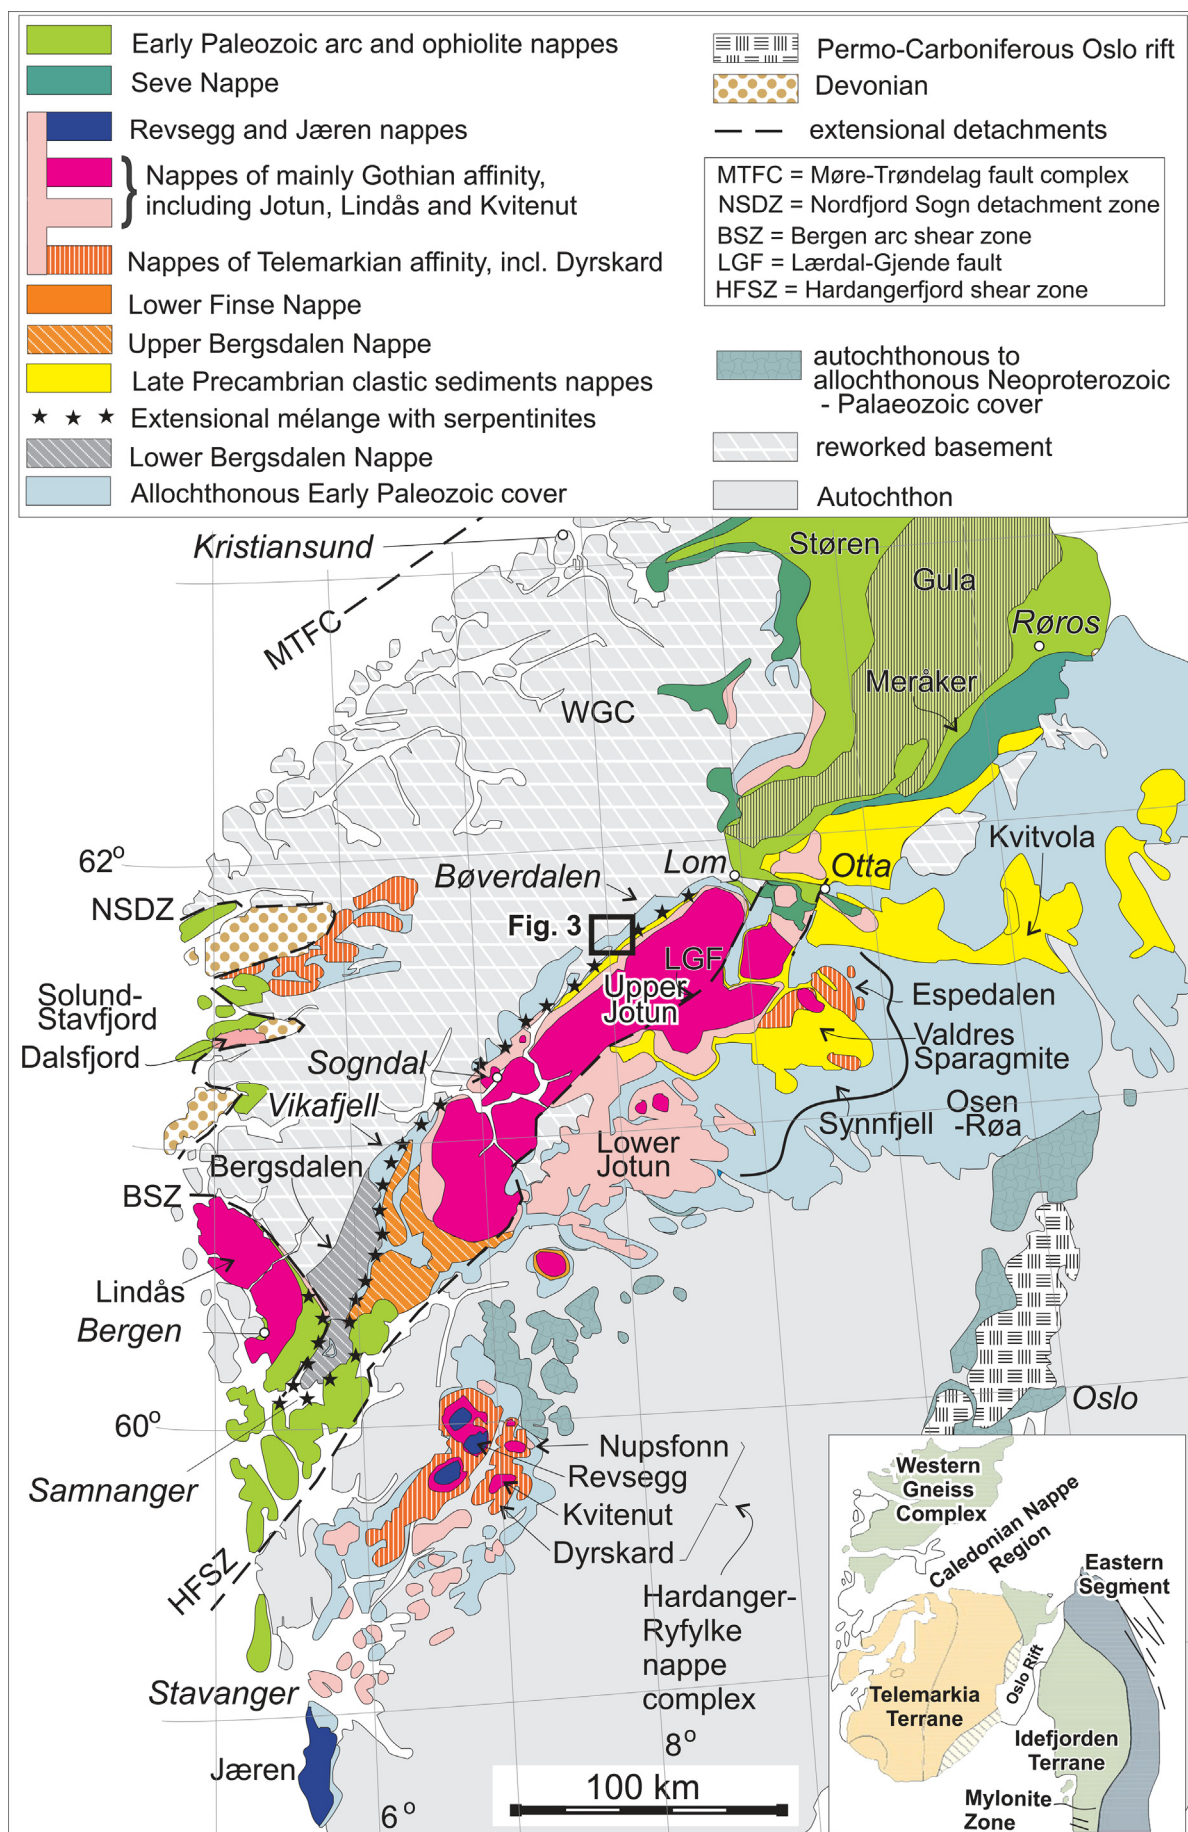 Early Paleozoic arc and ophiolite nappes
Seve Nappe
Revsegg and Jæren nappes
Nappes of mainly Gothian affinity,
including Jotun, Lindås and Kvitenut
Nappes of Telemarkian affinity, incl. Dyrskard
Lower Finse Nappe
Upper Bergsdalen Nappe
Late Precambrian clastic sediments nappes
Extensional mélange with serpentinites
Lower Bergsdalen Nappe
Allochthonous Early Paleozoic cover
Permo-Carboniferous Oslo rift
Devonian
extensional detachments
MTFC = Møre-Trøndelag fault complex
NSDZ = Nordfjord Sogn detachment zone
BSZ = Bergen arc shear zone
LGF = Lærdal-Gjende fault
HFSZ = Hardangerfjord shear zone
autochthonous to
allochthonous Neoproterozoic
- Palaeozoic cover
reworked basement
Autochthon
Kristiansund
Støren
Gula
Røros
MTFC
Meråker
WGC
62º
Kvitvola
Lom
Otta
Bøverdalen
NSDZ
Fig. 3
LGF
Upper
Jotun
Espedalen
Solund-
Stavfjord
Dalsfjord
Valdres
Sparagmite
Sogndal
Vikafjell
Synnfjell
Osen
-Røa
Lower
Jotun
Bergsdalen
BSZ
Lindås
Bergen
60º
Oslo
Samnanger
Nupsfonn
Revsegg
Kvitenut
Dyrskard
HFSZ
Hardanger-
Ryfylke
nappe
complex
Stavanger
Jæren
8º
6º
100 km
Western
Gneiss
Complex
Caledonian Nappe
Region
Eastern
Segment
Oslo Rift
Telemarkia
Terrane
Idefjorden
Terrane
Mylonite
Zone